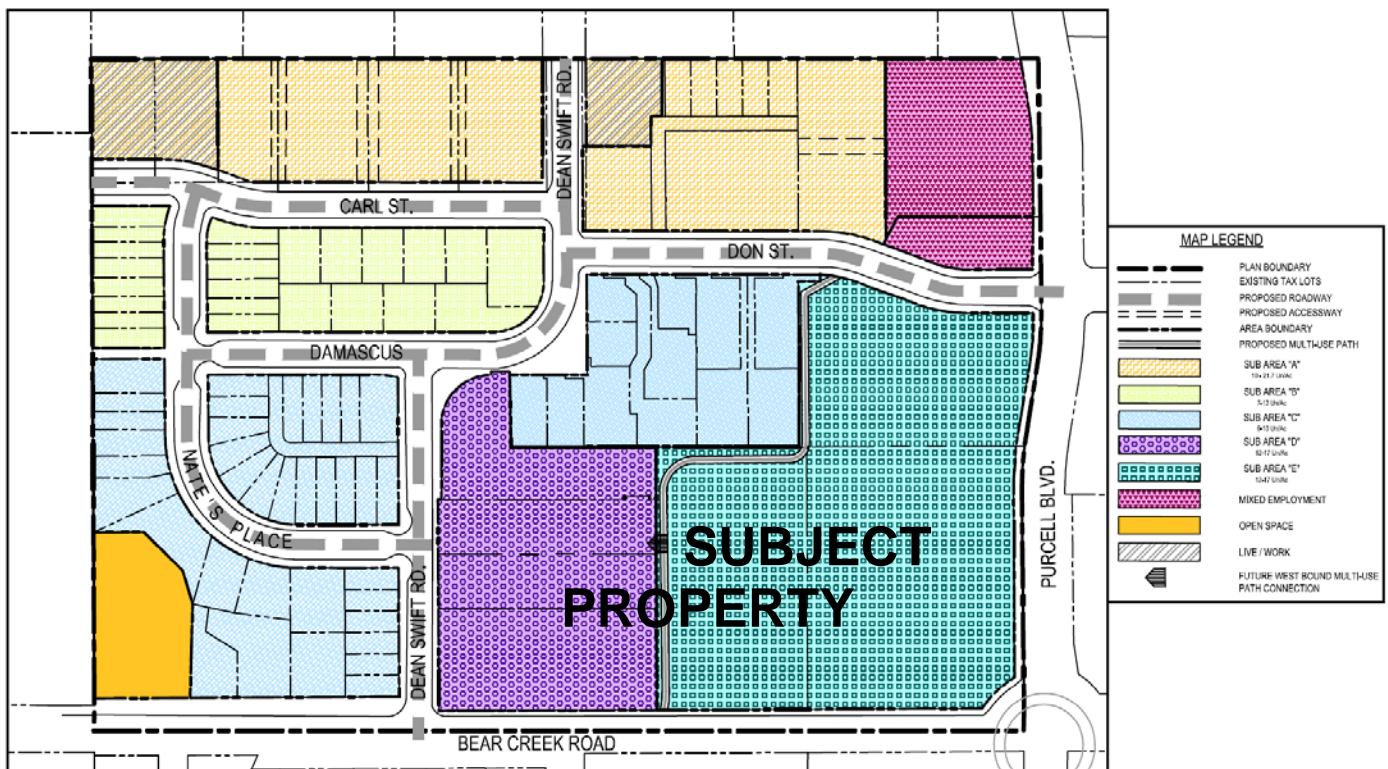 DEAN SWIFT RD.
CARL ST.
DON ST.
DAMASCUS
NATE'S PLACE
SUBJECT
PROPERTY
DEAN SWIFT RD.
PURCELL BLVD.
BEAR CREEK ROAD
MAP LEGEND
PLAN BOUNDARY
EXISTING TAX LOTS
PROPOSED ROADWAY
PROPOSED ACCESSWAY
AREA BOUNDARY
PROPOSED MULTI-USE PATH
SUB AREA "A"
SUB AREA "B"
SUB AREA "C"
SUB AREA "D"
SUB AREA "E"
MIXED EMPLOYMENT
OPEN SPACE
LIVE / WORK
FUTURE WEST BOUND MULTI-USE
PATH CONNECTION